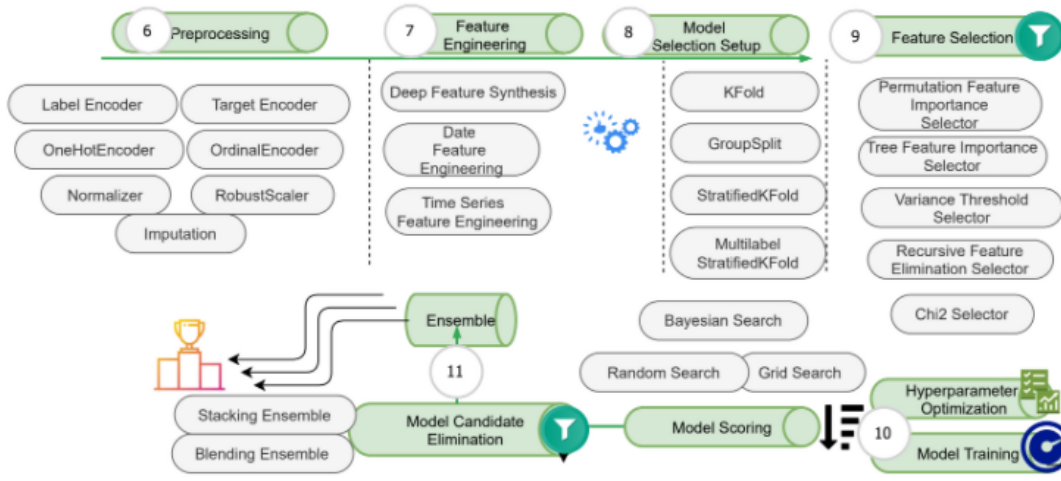 6
Preprocessing
7
Feature
Engineering
8
Model
Selection Setup
9
Feature Selection
Label Encoder
Target Encoder
OneHotEncoder
OrdinalEncoder
Normalizer
RobustScaler
Imputation
Deep Feature Synthesis
Date
Feature
Engineering
Time Series
Feature Engineering
KFold
GroupSplit
StratifiedKFold
Multilabel
StratifiedKFold
Permutation Feature
Importance
Selector
Tree Feature Importance
Selector
Variance Threshold
Selector
Recursive Feature
Elimination Selector
Chi2 Selector
Ensemble
11
Bayesian Search
Random Search
Grid Search
Stacking Ensemble
Blending Ensemble
Model Candidate
Elimination
Model Scoring
10
Hyperparameter
Optimization
Model Training